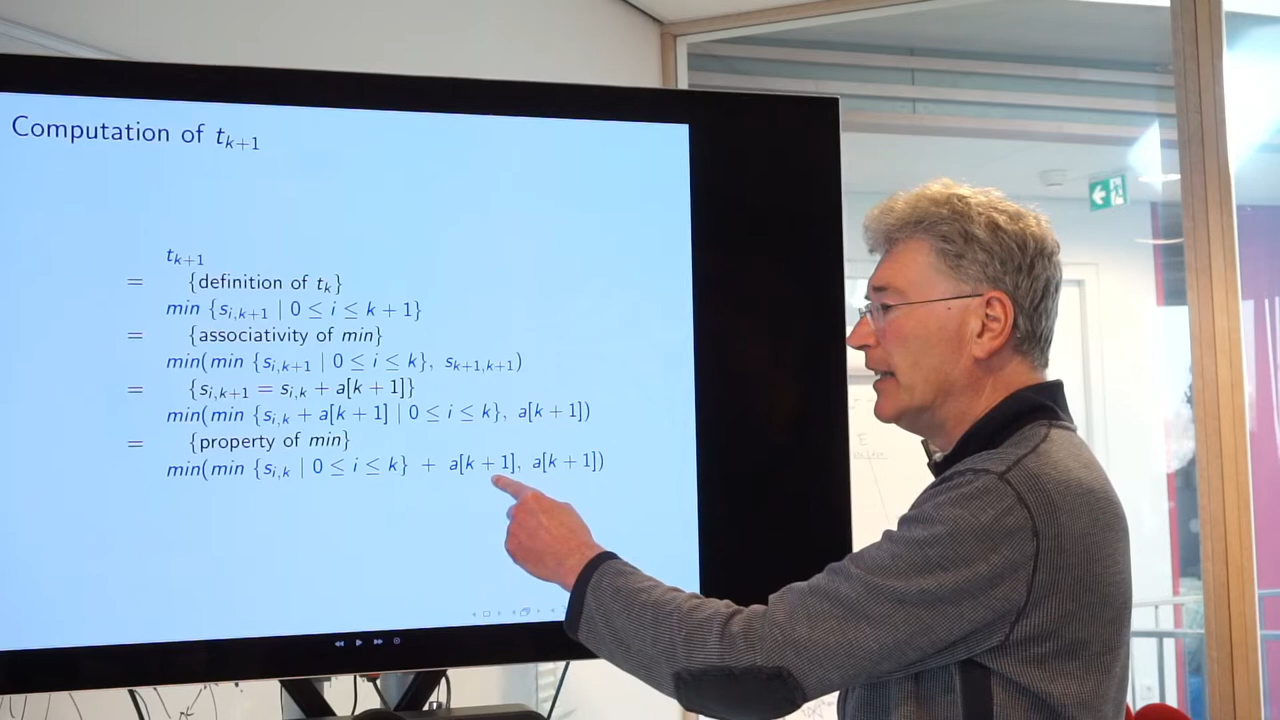 Computation of t_{k+1}
t_{k+1}
= {definition of t_k}
min {s_{i,k+1} | 0 ≤ i ≤ k + 1}
= {associativity of min}
min(min {s_{i,k+1} | 0 ≤ i ≤ k}, s_{k+1,k+1})
= {s_{i,k+1} = s_{i,k} + a[k + 1]}
min(min {s_{i,k} + a[k + 1] | 0 ≤ i ≤ k}, a[k + 1])
= {property of min}
min(min {s_{i,k} | 0 ≤ i ≤ k} + a[k + 1], a[k + 1])
E